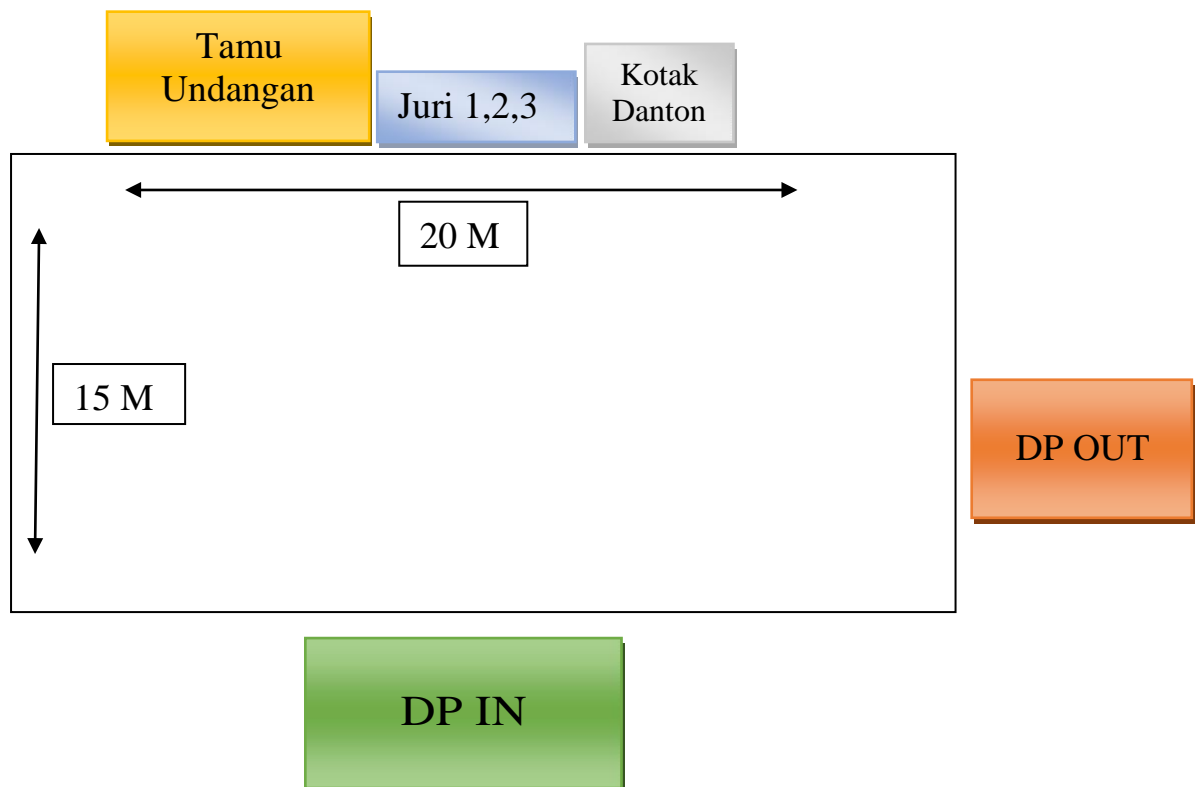 Tamu
Undangan
Juri 1,2,3
Kotak
Danton
20 M
15 M
DP OUT
DP IN